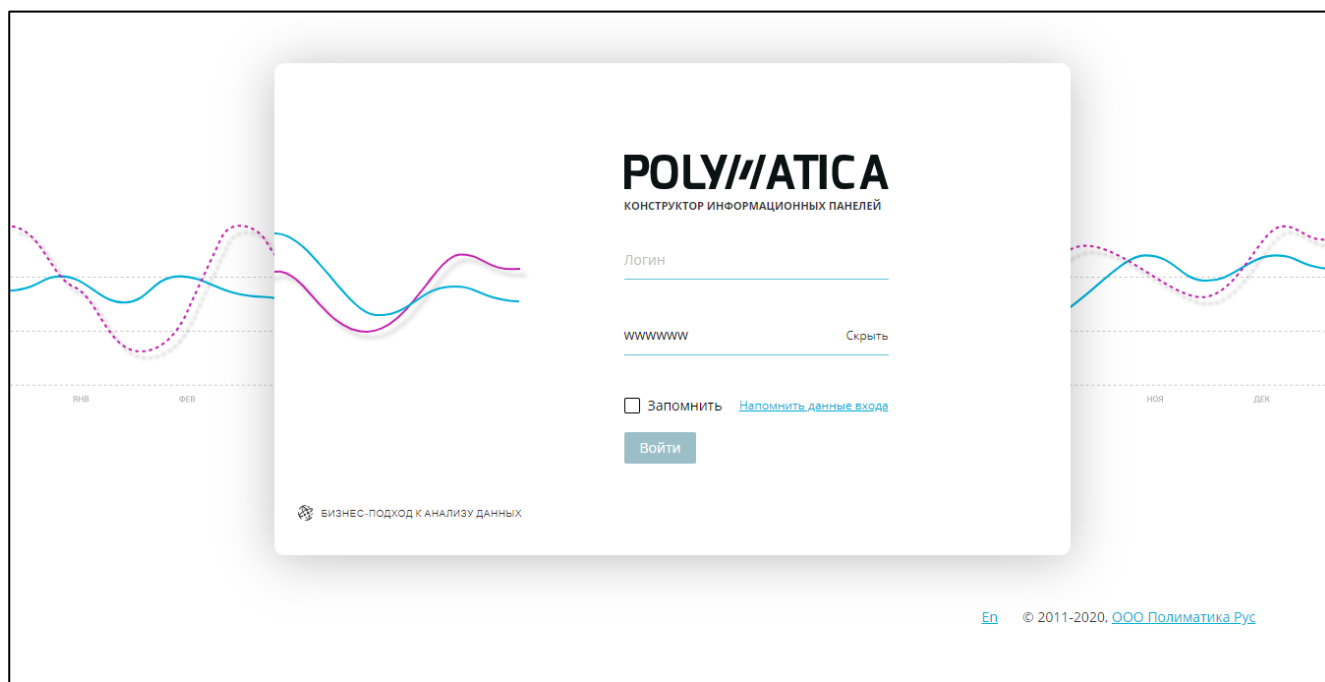 POLYMATICA
КОНСТРУКТОР ИНФОРМАЦИОННЫХ ПАНЕЛЕЙ
Логин
wwwwww Скрыть
Запомнить Напомнить данные входа
Войти
БИЗНЕС-ПОДХОД К АНАЛИЗУ ДАННЫХ
ЯНВ ФЕВ НОЯ ДЕК
En © 2011-2020, ООО Полиматика Рус